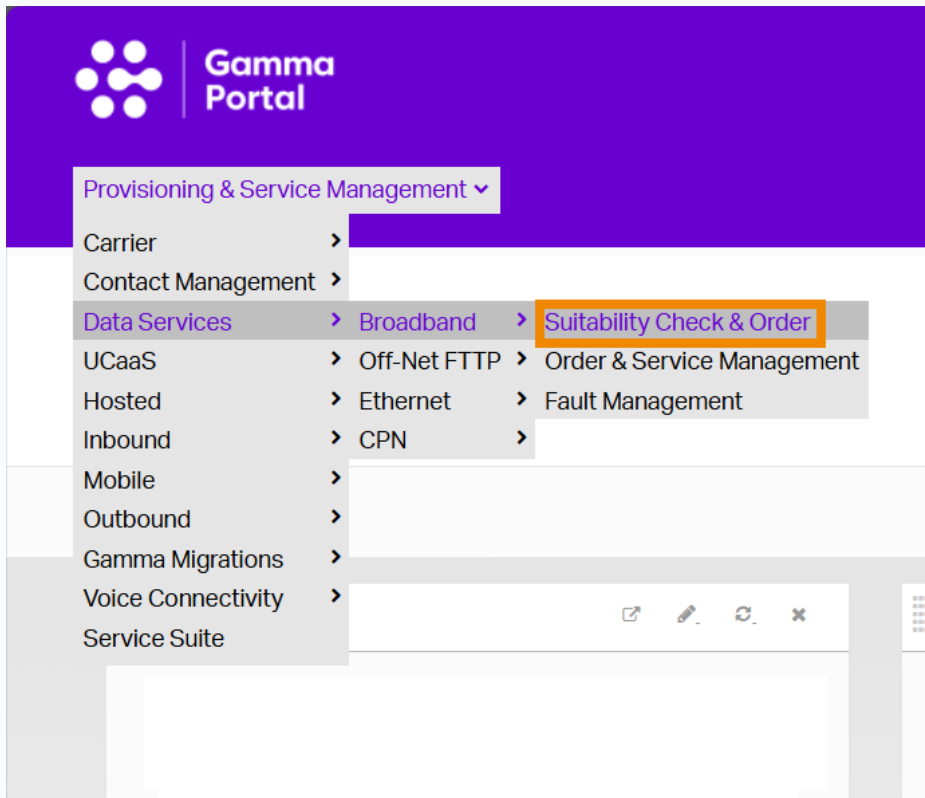 Gamma
Portal
Provisioning & Service Management
Carrier
Contact Management
Data Services
Broadband
Suitability Check & Order
UCaaS
Off-Net FTTP
Order & Service Management
Hosted
Ethernet
Fault Management
Inbound
CPN
Mobile
Outbound
Gamma Migrations
Voice Connectivity
Service Suite